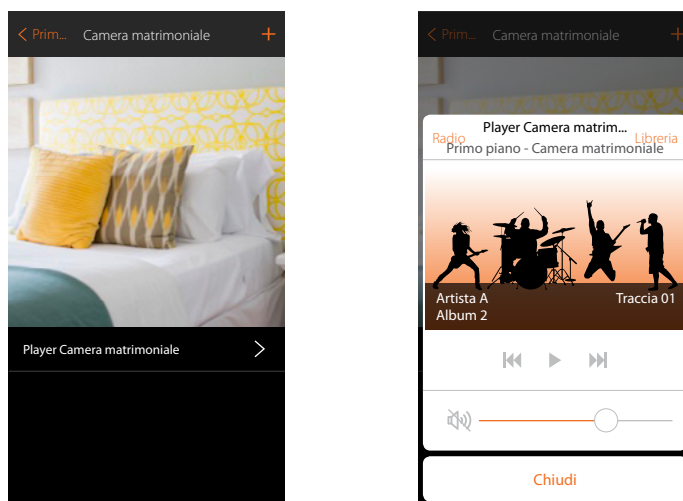 Prim... Camera matrimoniale +
Player Camera matrimoniale
Prim... Camera matrimoniale +
Player Camera matrim...
Radio Libreria
Primo piano - Camera matrimoniale
Artista A Traccia 01
Album 2
Chiudi